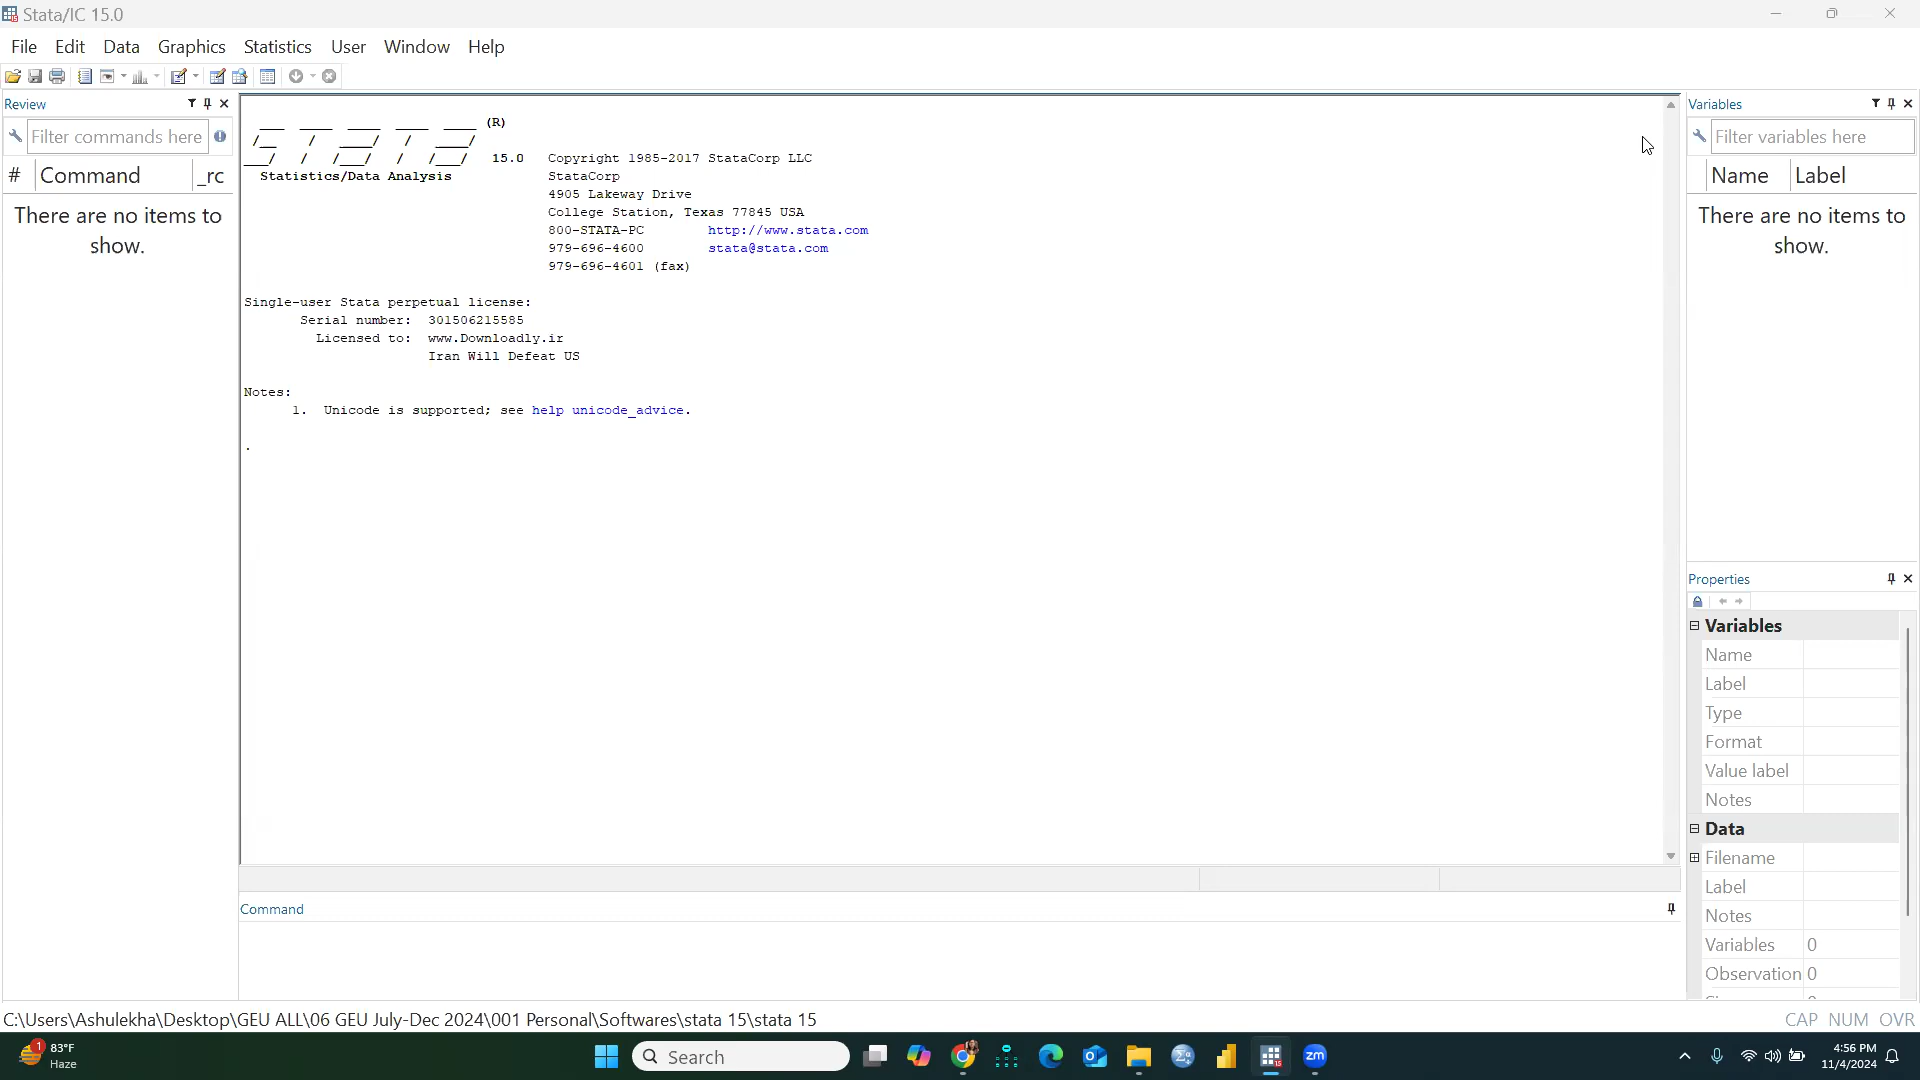 Stata/IC 15.0
File Edit Data Graphics Statistics User Window Help
Review
Filter commands here
# Command _rc
There are no items to
show.
(R)
15.0 Copyright 1985-2017 StataCorp LLC
Statistics/Data Analysis StataCorp
4905 Lakeway Drive
College Station, Texas 77845 USA
800-STATA-PC http://www.stata.com
979-696-4600 stata@stata.com
979-696-4601 (fax)
Single-user Stata perpetual license:
Serial number: 301506215585
Licensed to: www.Downloadly.ir
Iran Will Defeat US
Notes:
1. Unicode is supported; see help unicode_advice.
.
Command
Variables
Filter variables here
Name Label
There are no items to
show.
Properties
Variables
Name
Label
Type
Format
Value label
Notes
Data
Filename
Label
Notes
Variables 0
Observation 0
C:\Users\Ashulekha\Desktop\GEU ALL\06 GEU July-Dec 2024\001 Personal\Softwares\stata 15\stata 15
CAP NUM OVR
1
83°F
Haze
Search
zm
4:56 PM
11/4/2024